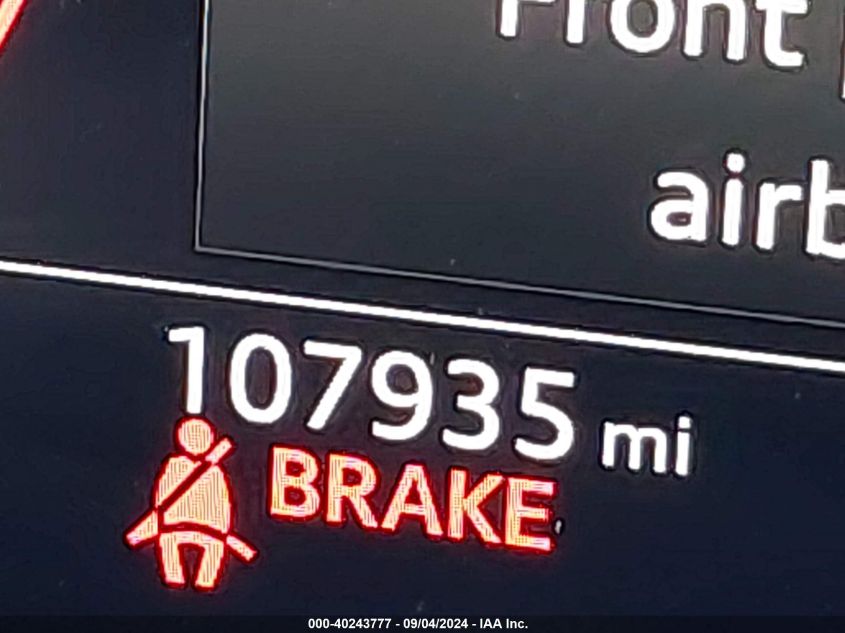 Front
airb
107935 mi
BRAKE
000-40243777 - 09/04/2024 - IAA Inc.